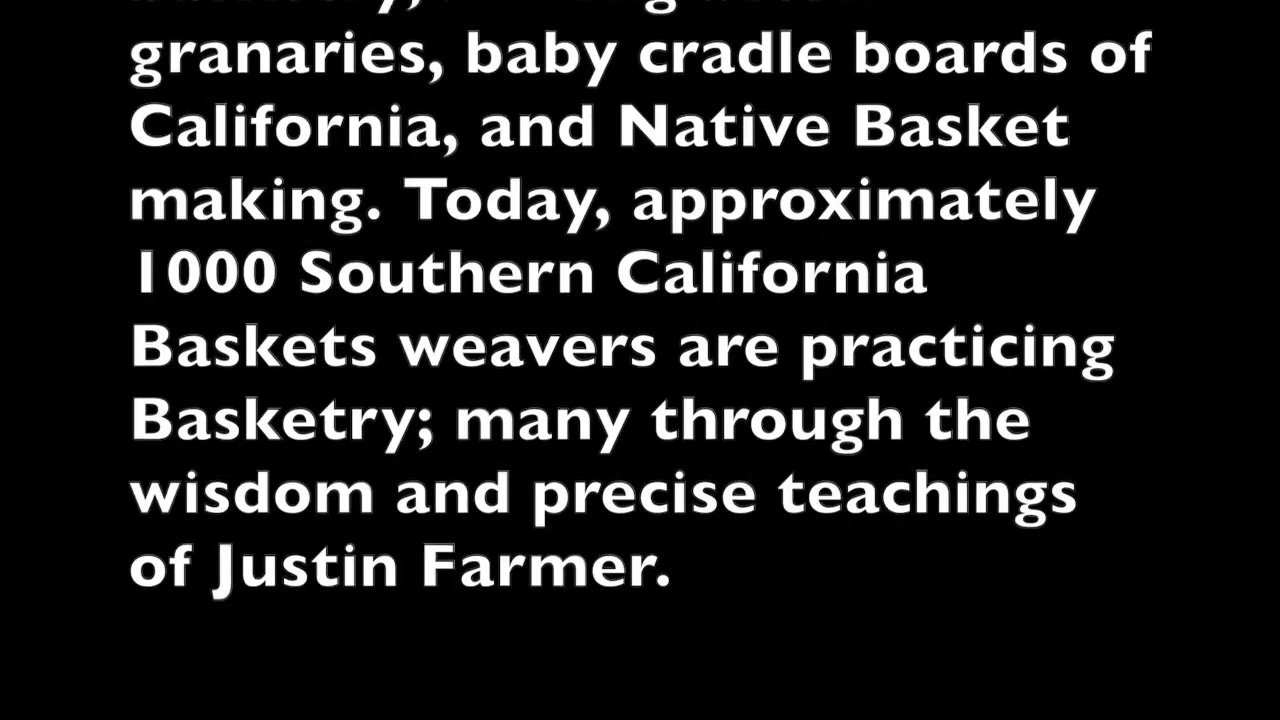 granaries, baby cradle boards of
California, and Native Basket
making. Today, approximately
1000 Southern California
Baskets weavers are practicing
Basketry; many through the
wisdom and precise teachings
of Justin Farmer.